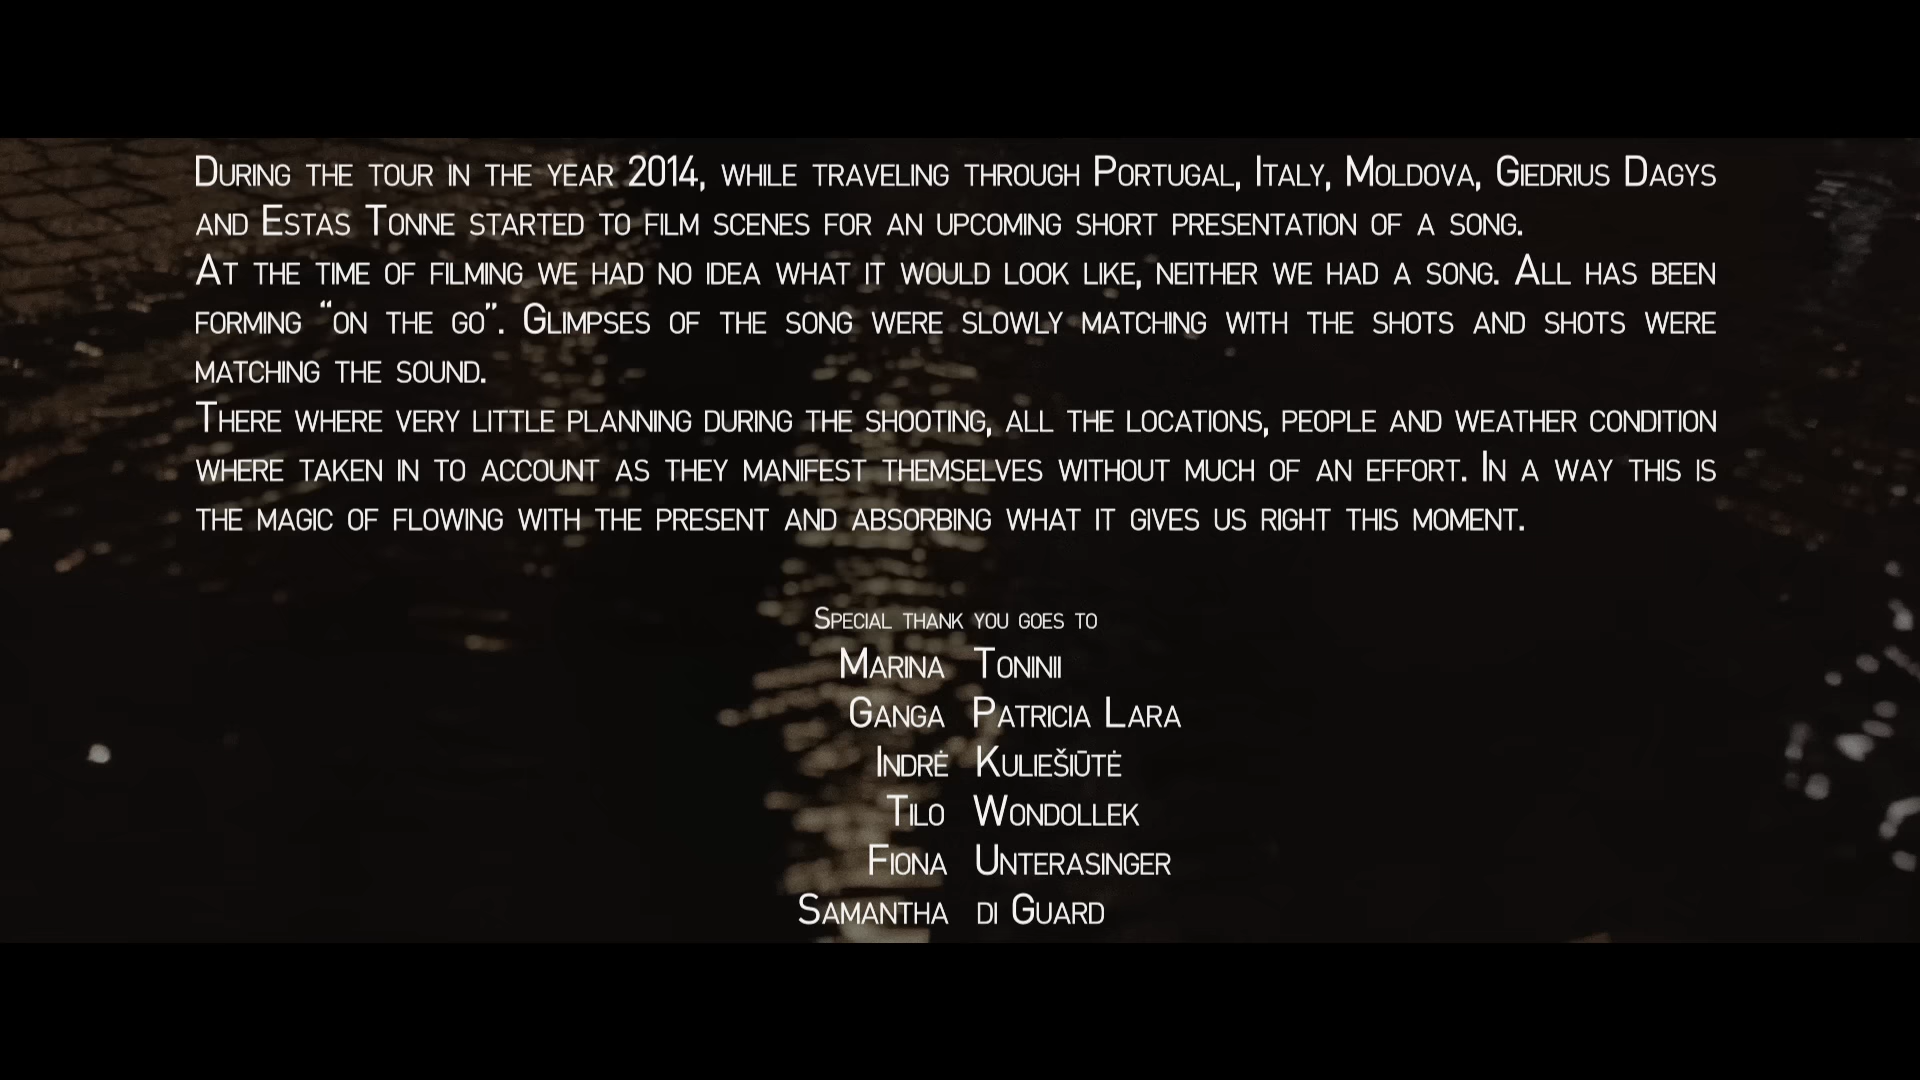 During the tour in the year 2014, while traveling through Portugal, Italy, Moldova, Giedrius Dagys
and Estas Tonne started to film scenes for an upcoming short presentation of a song.
At the time of filming we had no idea what it would look like, neither we had a song. All has been
forming “on the go”. Glimpses of the song were slowly matching with the shots and shots were
matching the sound.
There where very little planning during the shooting, all the locations, people and weather condition
where taken in to account as they manifest themselves without much of an effort. In a way this is
the magic of flowing with the present and absorbing what it gives us right this moment.
Special thank you goes to
Marina Toninii
Ganga Patricia Lara
Indrė Kuliešiūtė
Tilo Wondollek
Fiona Unterasinger
Samantha di Guard